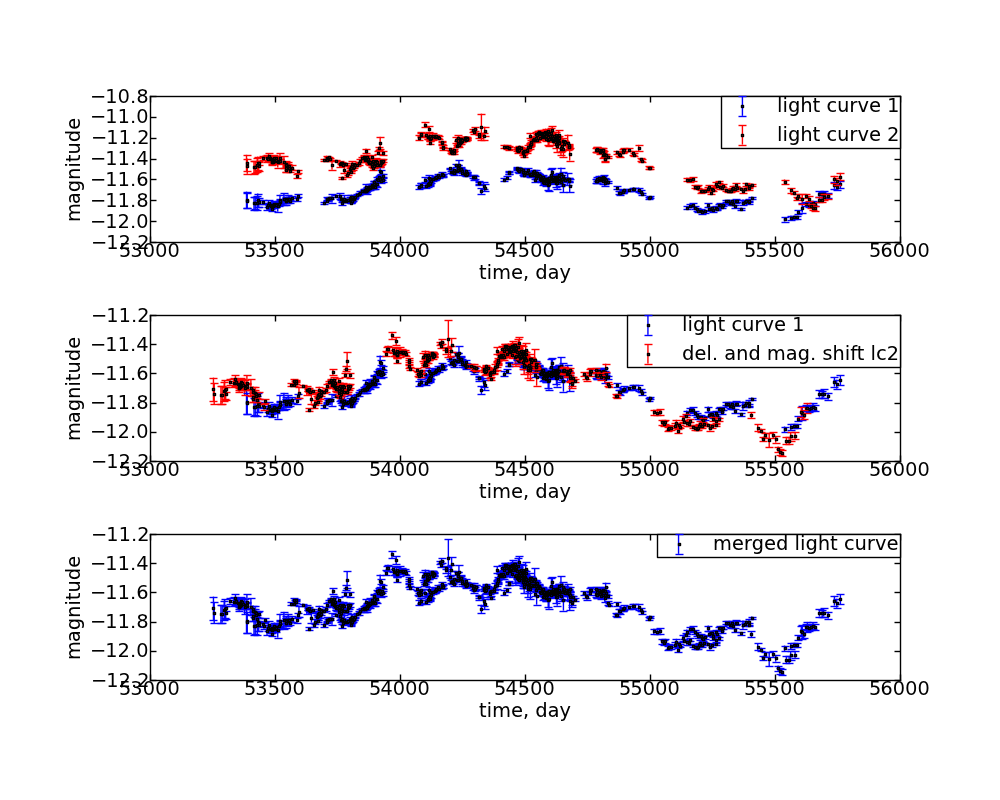 −10.8
−11.0
−11.2
−11.4
−11.6
−11.8
−12.0
−12.2
magnitude
light curve 1
light curve 2
53000 53500 54000 54500 55000 55500 56000
time, day
−11.2
−11.4
−11.6
−11.8
−12.0
−12.2
magnitude
light curve 1
del. and mag. shift lc2
53000 53500 54000 54500 55000 55500 56000
time, day
−11.2
−11.4
−11.6
−11.8
−12.0
−12.2
magnitude
merged light curve
53000 53500 54000 54500 55000 55500 56000
time, day